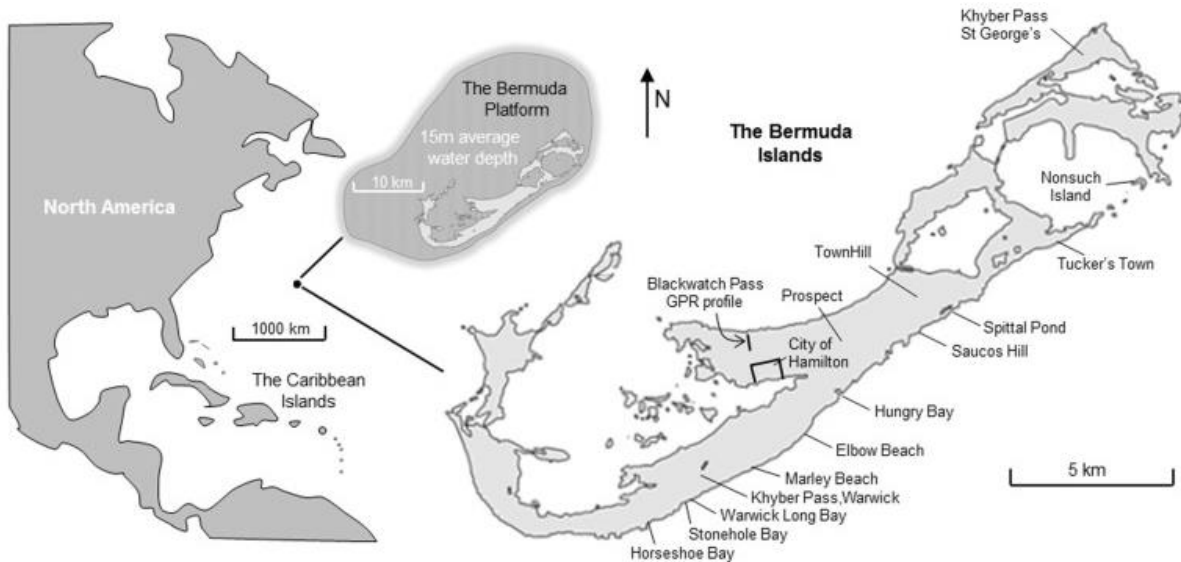 North America
1000 km
The Caribbean
Islands
The Bermuda
Platform
15m average
water depth
10 km
N
The Bermuda
Islands
Khyber Pass
St George's
Nonsuch
Island
Tucker's Town
TownHill
Blackwatch Pass
GPR profile
Prospect
City of
Hamilton
Spittal Pond
Saucos Hill
Hungry Bay
Elbow Beach
Marley Beach
Khyber Pass,Warwick
Warwick Long Bay
Stonehole Bay
Horseshoe Bay
5 km